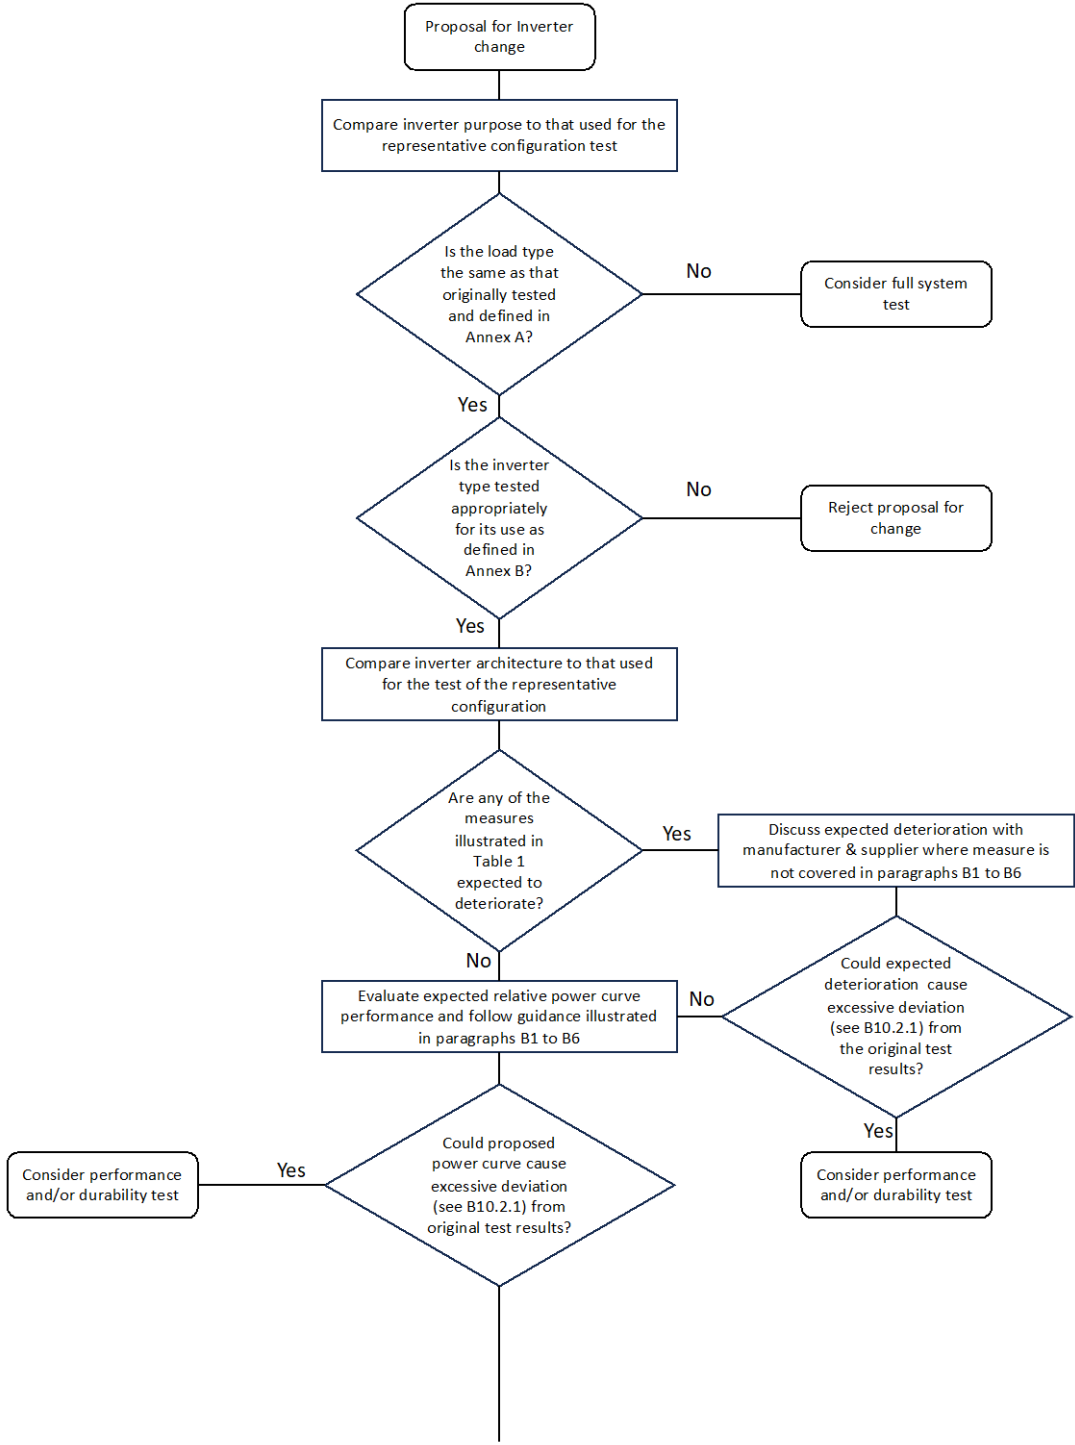 Proposal for Inverter
change
Compare inverter purpose to that used for the
representative configuration test
Is the load type
the same as that
originally tested
and defined in
Annex A?
No
Consider full system
test
Yes
Is the inverter
type tested
appropriately
for its use as
defined in
Annex B?
No
Reject proposal for
change
Yes
Compare inverter architecture to that used
for the test of the representative
configuration
Are any of the
measures
illustrated in
Table 1
expected to
deteriorate?
Yes
Discuss expected deterioration with
manufacturer & supplier where measure is
not covered in paragraphs B1 to B6
No
Evaluate expected relative power curve
performance and follow guidance illustrated
in paragraphs B1 to B6
No
Could expected
deterioration cause
excessive deviation
(see B10.2.1) from
the original test
results?
Yes
Consider performance
and/or durability test
Could proposed
power curve cause
excessive deviation
(see B10.2.1) from
original test results?
Yes
Consider performance
and/or durability test